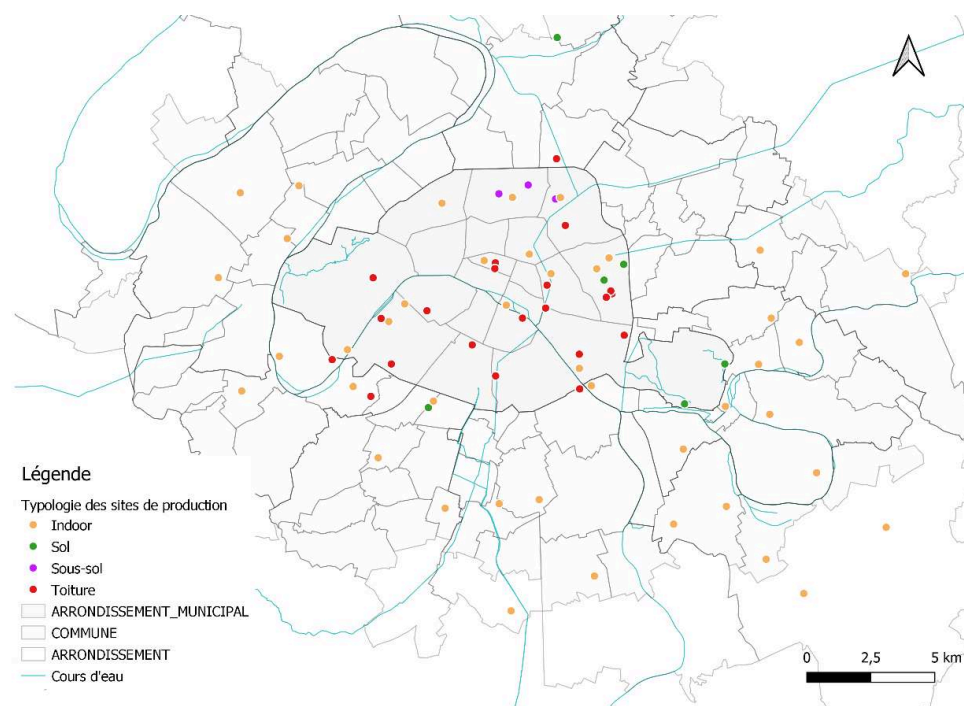 Légende
Typologie des sites de production
Indoor
Sol
Sous-sol
Toiture
ARRONDISSEMENT_MUNICIPAL
COMMUNE
ARRONDISSEMENT
Cours d'eau
0 2,5 5 km